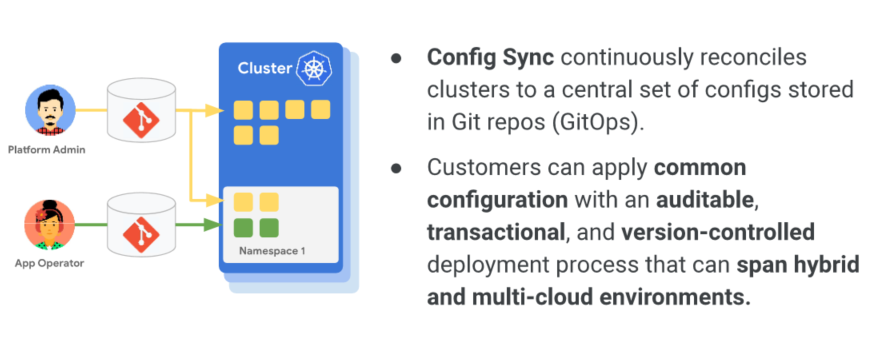 Cluster
Platform Admin
App Operator
Namespace 1
● Config Sync continuously reconciles
clusters to a central set of configs stored
in Git repos (GitOps).
● Customers can apply common
configuration with an auditable,
transactional, and version-controlled
deployment process that can span hybrid
and multi-cloud environments.